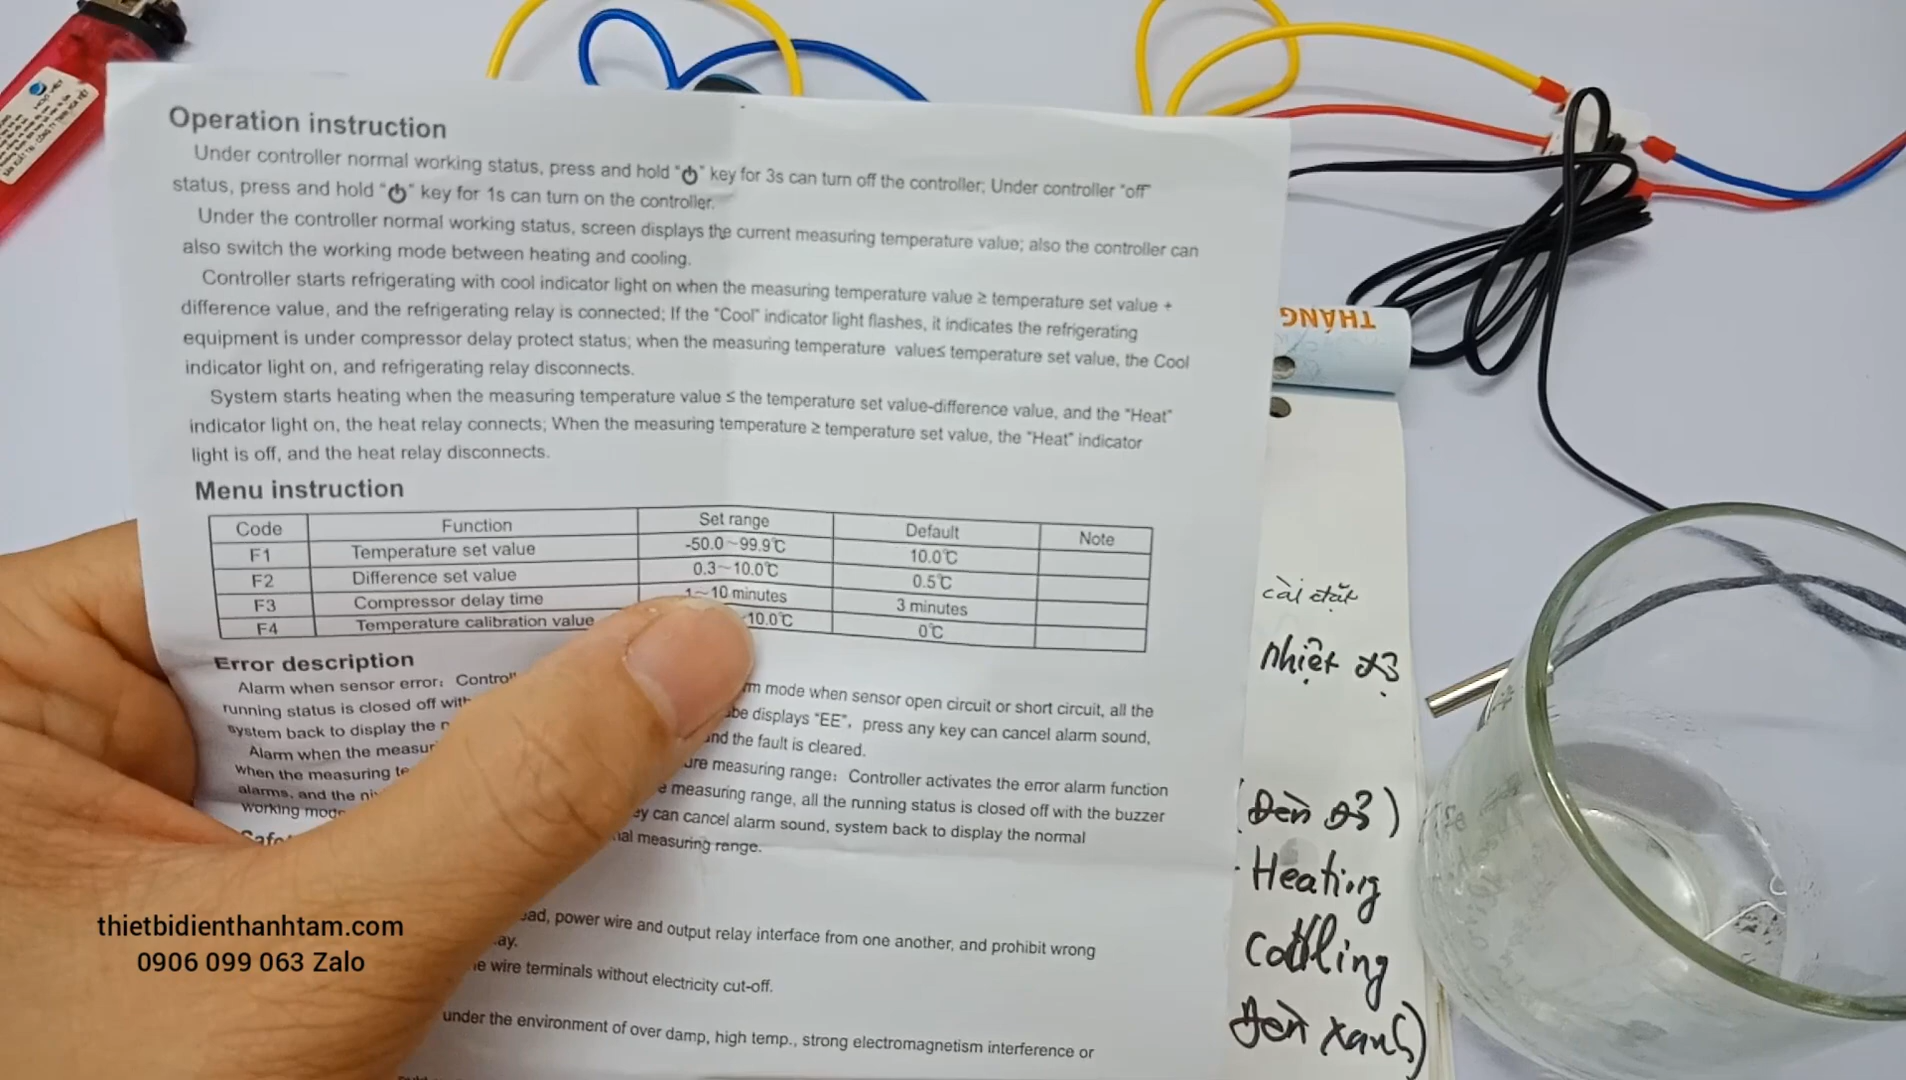 Operation instruction
Under controller normal working status, press and hold "⏻" key for 3s can turn off the controller; Under controller "off"
status, press and hold "⏻" key for 1s can turn on the controller.
Under the controller normal working status, screen displays the current measuring temperature value; also the controller can
also switch the working mode between heating and cooling.
Controller starts refrigerating with cool indicator light on when the measuring temperature value ≥ temperature set value +
difference value, and the refrigerating relay is connected; If the "Cool" indicator light flashes, it indicates the refrigerating
equipment is under compressor delay protect status; when the measuring temperature value≤ temperature set value, the Cool
indicator light on, and refrigerating relay disconnects.
System starts heating when the measuring temperature value ≤ the temperature set value-difference value, and the "Heat"
indicator light on, the heat relay connects; When the measuring temperature ≥ temperature set value, the "Heat" indicator
light is off, and the heat relay disconnects.
Menu instruction
Code Function Set range Default Note
F1 Temperature set value -50.0~99.9℃ 10.0℃
F2 Difference set value 0.3~10.0℃ 0.5℃
F3 Compressor delay time 1~10 minutes 3 minutes
F4 Temperature calibration value 10.0℃ 0℃
Error description
Alarm when sensor error: m mode when sensor open circuit or short circuit, all the
running status is closed off displays "EE", press any key can cancel alarm sound,
system back to display the and the fault is cleared.
Alarm when the measuring range: Controller activates the error alarm function
when the measuring measuring range, all the running status is closed off with the buzzer
alarms, and the can cancel alarm sound, system back to display the normal
working measuring range.
power wire and output relay interface from one another, and prohibit wrong
wire terminals without electricity cut-off.
under the environment of over damp, high temp., strong electromagnetism interference or
THANG
cài đặt
nhiệt độ
(Đèn đỏ)
- Heating
Cooling
Đèn xanh)
thietbidienthanhtam.com
0906 099 063 Zalo